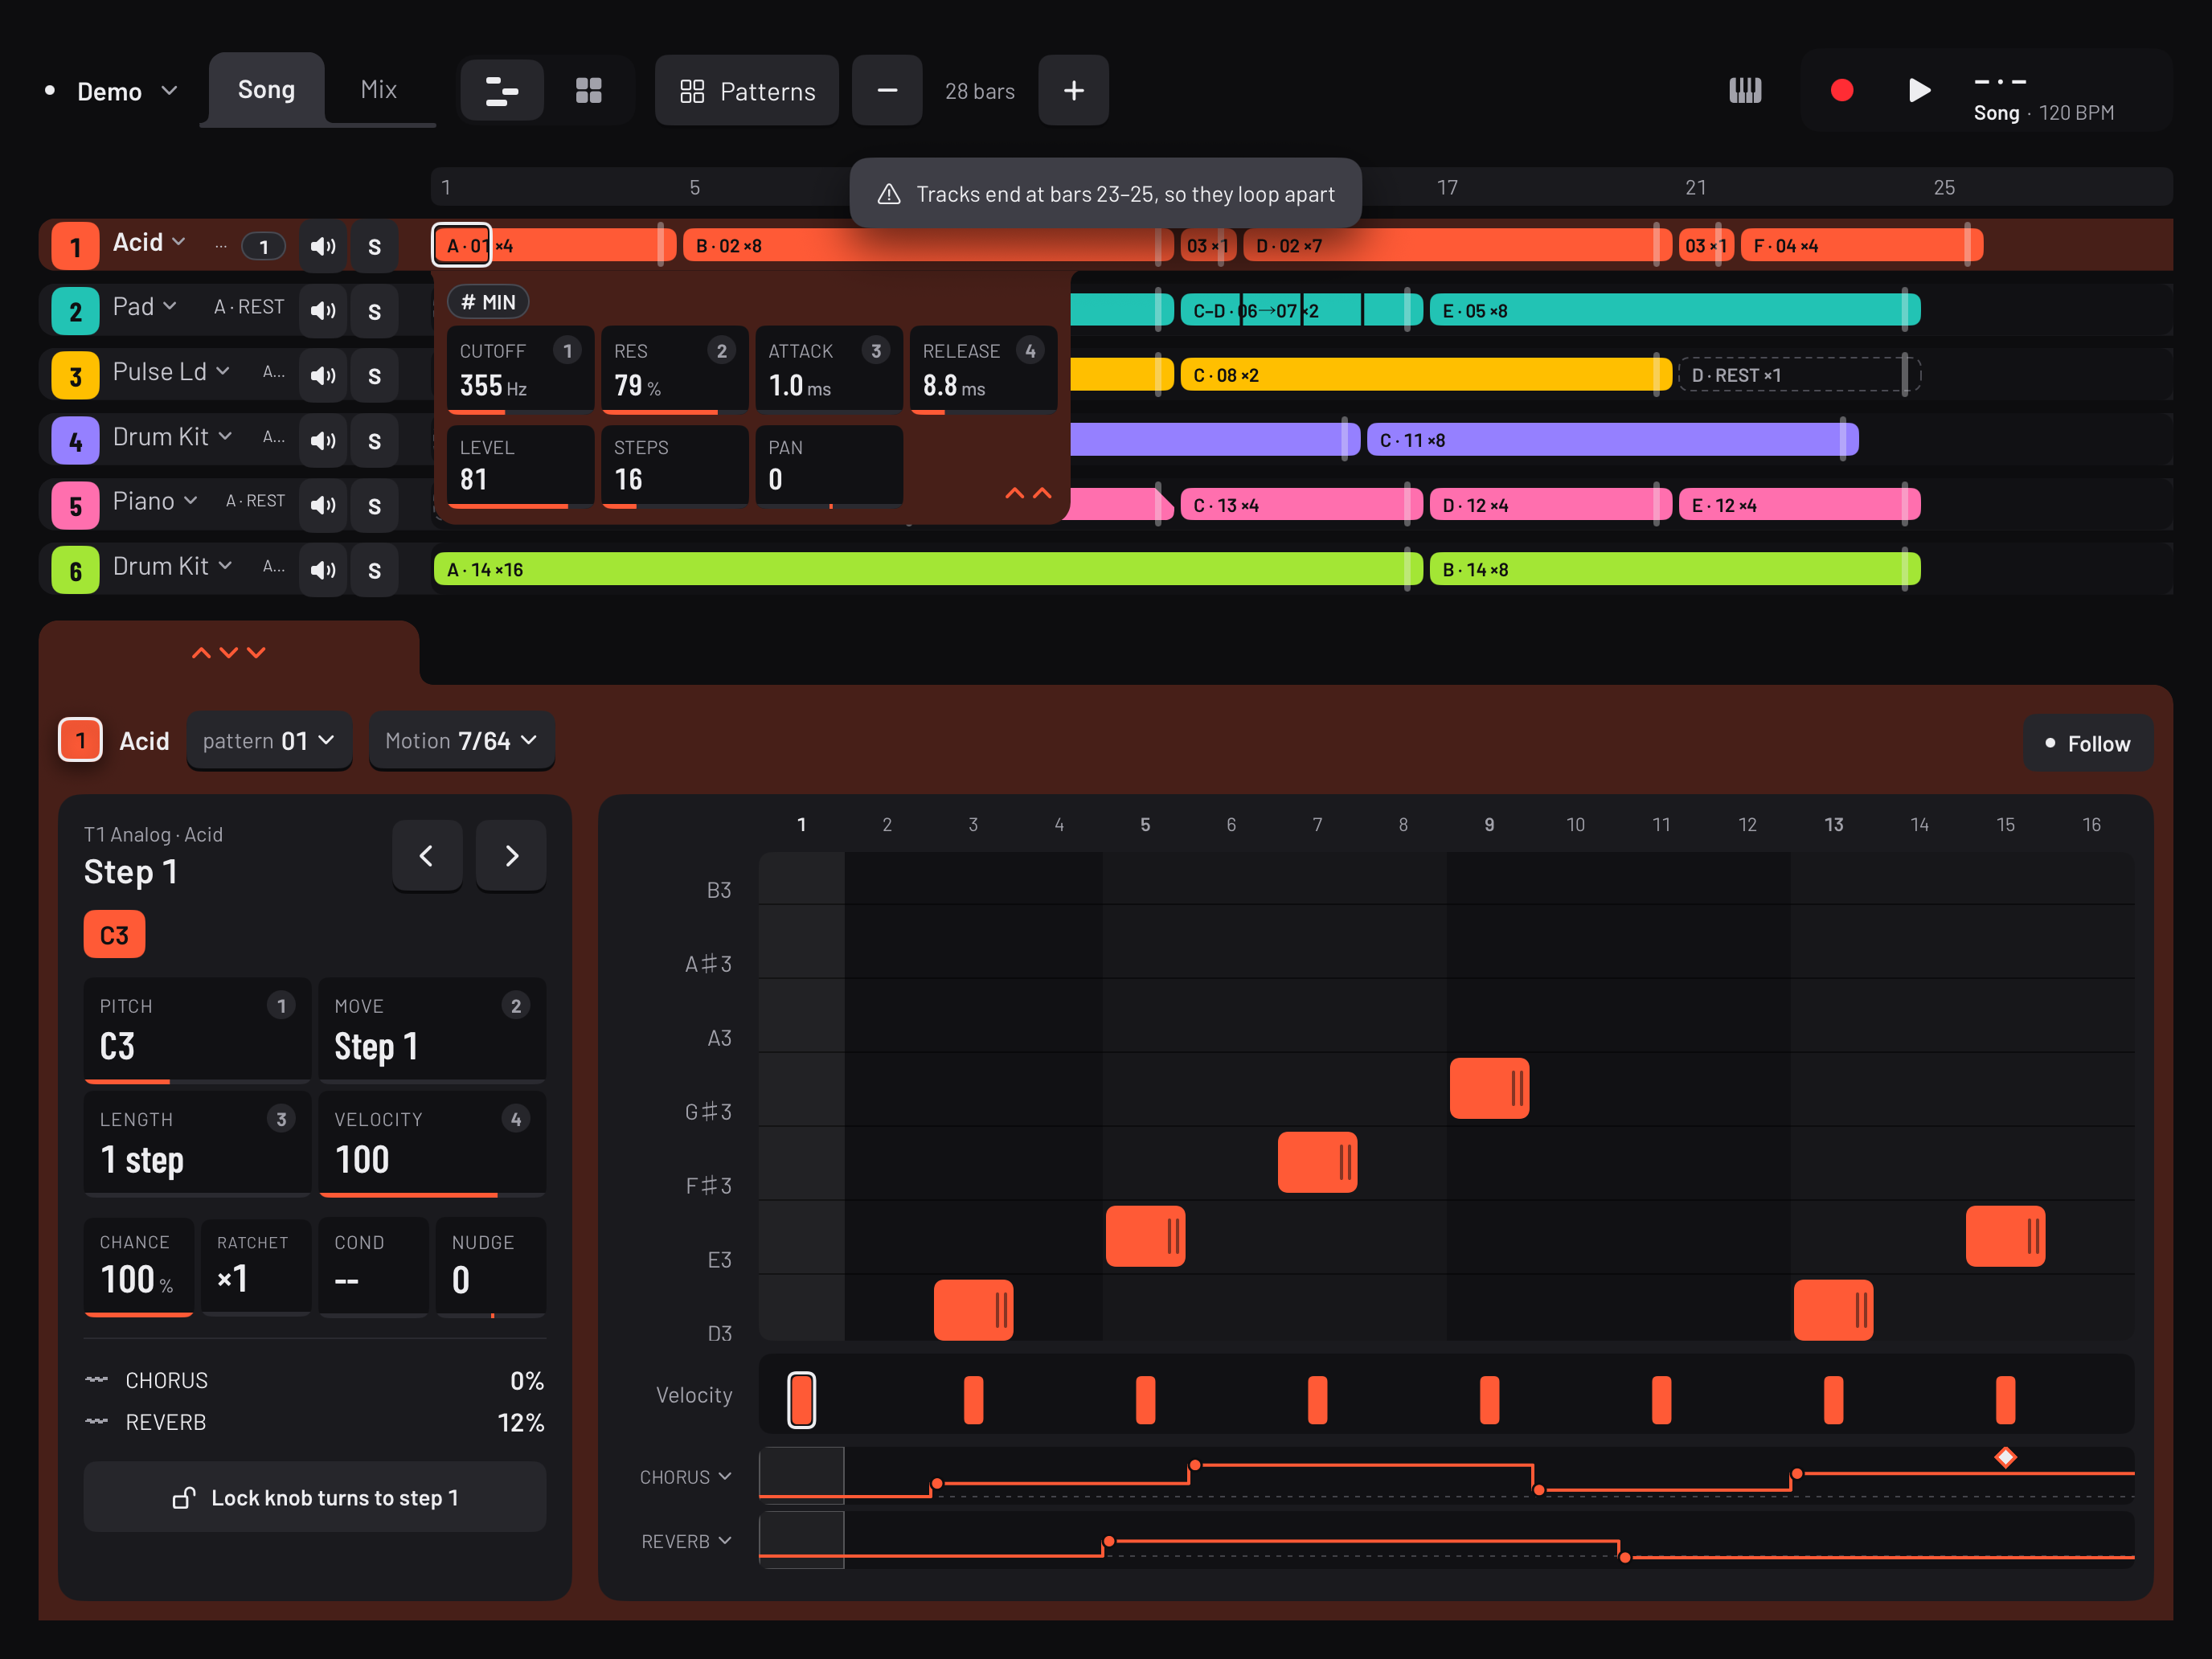 Demo
Song
Mix
Patterns
28 bars
Song · 120 BPM
1
5
17
21
25
Tracks end at bars 23–25, so they loop apart
1 Acid ... 1 S
A · 01 ×4
B · 02 ×8
03 ×1
D · 02 ×7
03 ×1
F · 04 ×4
2 Pad A · REST S
C–D · 06→07 ×2
E · 05 ×8
3 Pulse Ld A... S
C · 08 ×2
D · REST ×1
4 Drum Kit A... S
C · 11 ×8
5 Piano A · REST S
C · 13 ×4
D · 12 ×4
E · 12 ×4
6 Drum Kit A... S
A · 14 ×16
B · 14 ×8
# MIN
CUTOFF 1
355 Hz
RES 2
79 %
ATTACK 3
1.0 ms
RELEASE 4
8.8 ms
LEVEL
81
STEPS
16
PAN
0
1 Acid
pattern 01
Motion 7/64
Follow
T1 Analog · Acid
Step 1
C3
PITCH 1
C3
MOVE 2
Step 1
LENGTH 3
1 step
VELOCITY 4
100
CHANCE
100 %
RATCHET
×1
COND
--
NUDGE
0
CHORUS 0%
REVERB 12%
Lock knob turns to step 1
1 2 3 4 5 6 7 8 9 10 11 12 13 14 15 16
B3
A♯3
A3
G♯3
F♯3
E3
D3
Velocity
CHORUS
REVERB